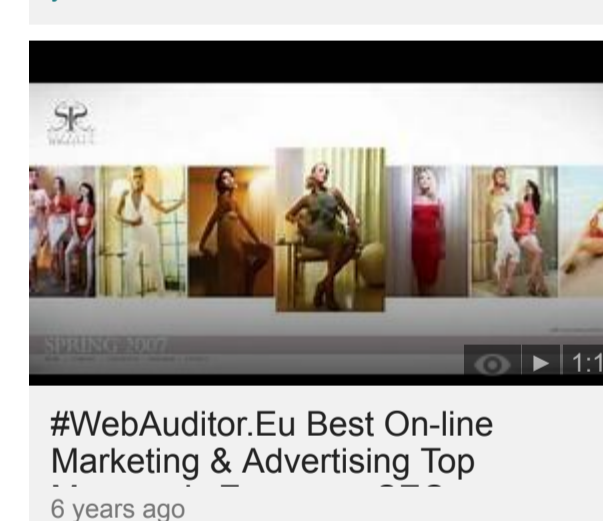 SPRING 2007
1:1
#WebAuditor.Eu Best On-line
Marketing & Advertising Top
6 years ago